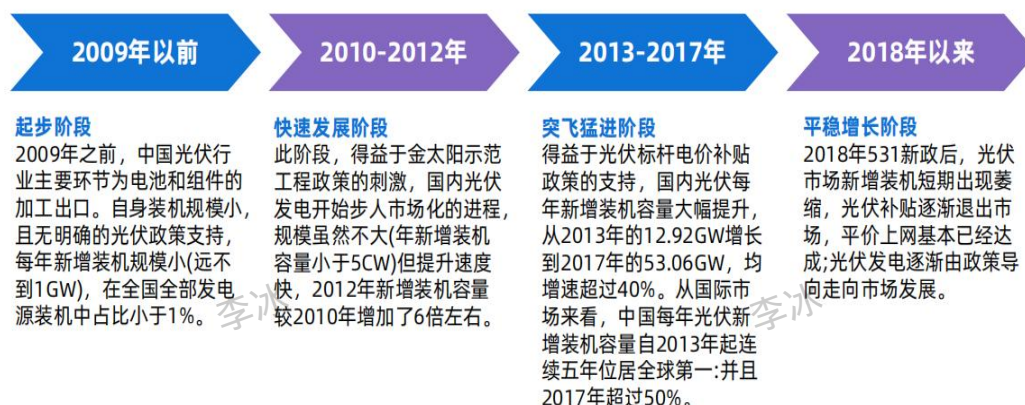 2009年以前
起步阶段
2009年之前，中国光伏行
业主要环节为电池和组件的
加工出口。自身装机规模小，
且无明确的光伏政策支持，
每年新增装机规模小(远不
到1GW)，在全国全部发电
源装机中占比小于1%。
2010-2012年
快速发展阶段
此阶段，得益于金太阳示范
工程政策的刺激，国内光伏
发电开始步人市场化的进程，
规模虽然不大(年新增装机
容量小于5CW)但提升速度
快，2012年新增装机容量
较2010年增加了6倍左右。
2013-2017年
突飞猛进阶段
得益于光伏标杆电价补贴
政策的支持，国内光伏每
年新增装机容量大幅提升，
从2013年的12.92GW增长
到2017年的53.06GW，均
增速超过40%。从国际市
场来看，中国每年光伏新
增装机容量自2013年起连
续五年位居全球第一:并且
2017年超过50%。
2018年以来
平稳增长阶段
2018年531新政后，光伏
市场新增装机短期出现萎
缩，光伏补贴逐渐退出市
场，平价上网基本已经达
成;光伏发电逐渐由政策导
向走向市场发展。
李冰
李冰